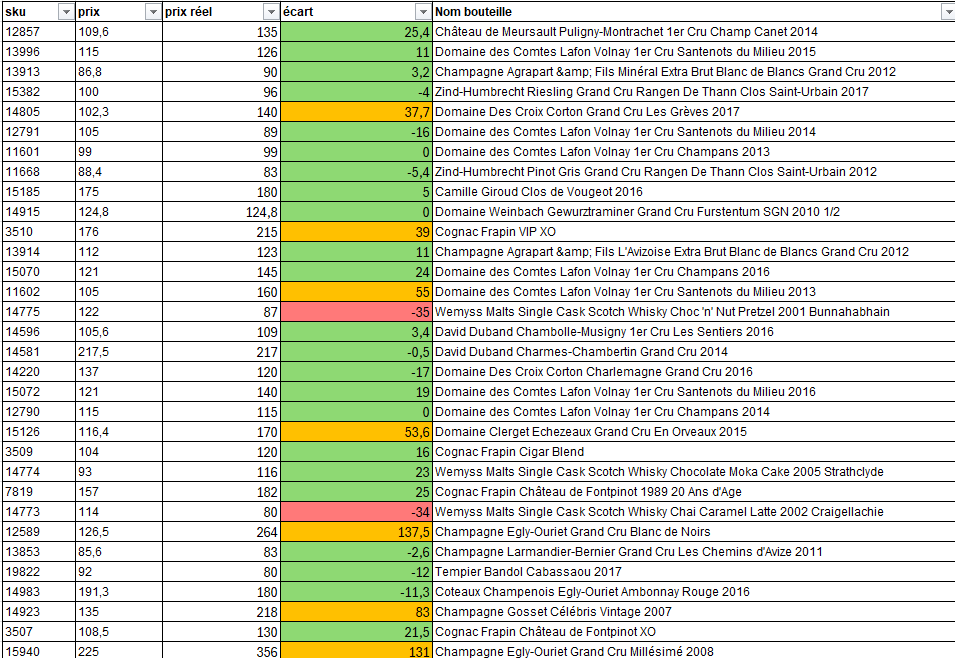 sku prix prix réel écart Nom bouteille
12857 109,6 135 25,4 Château de Meursault Puligny-Montrachet 1er Cru Champ Canet 2014
13996 115 126 11 Domaine des Comtes Lafon Volnay 1er Cru Santenots du Milieu 2015
13913 86,8 90 3,2 Champagne Agrapart &amp; Fils Minéral Extra Brut Blanc de Blancs Grand Cru 2012
15382 100 96 -4 Zind-Humbrecht Riesling Grand Cru Rangen De Thann Clos Saint-Urbain 2017
14805 102,3 140 37,7 Domaine Des Croix Corton Grand Cru Les Grèves 2017
12791 105 89 -16 Domaine des Comtes Lafon Volnay 1er Cru Santenots du Milieu 2014
11601 99 99 0 Domaine des Comtes Lafon Volnay 1er Cru Champans 2013
11668 88,4 83 -5,4 Zind-Humbrecht Pinot Gris Grand Cru Rangen De Thann Clos Saint-Urbain 2012
15185 175 180 5 Camille Giroud Clos de Vougeot 2016
14915 124,8 124,8 0 Domaine Weinbach Gewurztraminer Grand Cru Furstentum SGN 2010 1/2
3510 176 215 39 Cognac Frapin VIP XO
13914 112 123 11 Champagne Agrapart &amp; Fils L'Avizoise Extra Brut Blanc de Blancs Grand Cru 2012
15070 121 145 24 Domaine des Comtes Lafon Volnay 1er Cru Champans 2016
11602 105 160 55 Domaine des Comtes Lafon Volnay 1er Cru Santenots du Milieu 2013
14775 122 87 -35 Wemyss Malts Single Cask Scotch Whisky Choc 'n' Nut Pretzel 2001 Bunnahabhain
14596 105,6 109 3,4 David Duband Chambolle-Musigny 1er Cru Les Sentiers 2016
14581 217,5 217 -0,5 David Duband Charmes-Chambertin Grand Cru 2014
14220 137 120 -17 Domaine Des Croix Corton Charlemagne Grand Cru 2016
15072 121 140 19 Domaine des Comtes Lafon Volnay 1er Cru Santenots du Milieu 2016
12790 115 115 0 Domaine des Comtes Lafon Volnay 1er Cru Champans 2014
15126 116,4 170 53,6 Domaine Clerget Echezeaux Grand Cru En Orveaux 2015
3509 104 120 16 Cognac Frapin Cigar Blend
14774 93 116 23 Wemyss Malts Single Cask Scotch Whisky Chocolate Moka Cake 2005 Strathclyde
7819 157 182 25 Cognac Frapin Château de Fontpinot 1989 20 Ans d'Age
14773 114 80 -34 Wemyss Malts Single Cask Scotch Whisky Chai Caramel Latte 2002 Craigellachie
12589 126,5 264 137,5 Champagne Egly-Ouriet Grand Cru Blanc de Noirs
13853 85,6 83 -2,6 Champagne Larmandier-Bernier Grand Cru Les Chemins d'Avize 2011
19822 92 80 -12 Tempier Bandol Cabassaou 2017
14983 191,3 180 -11,3 Coteaux Champenois Egly-Ouriet Ambonnay Rouge 2016
14923 135 218 83 Champagne Gosset Célébris Vintage 2007
3507 108,5 130 21,5 Cognac Frapin Château de Fontpinot XO
15940 225 356 131 Champagne Egly-Ouriet Grand Cru Millésimé 2008